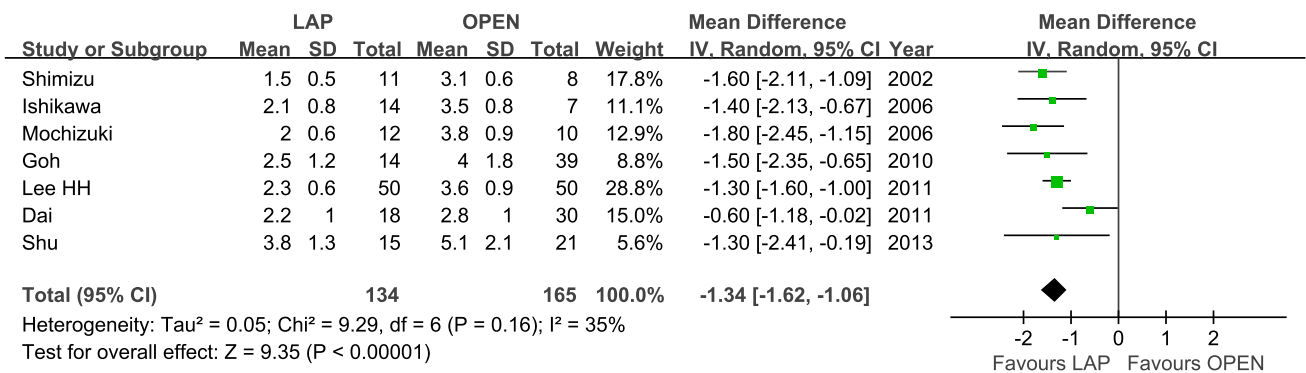 LAP OPEN Mean Difference Mean Difference
Study or Subgroup Mean SD Total Mean SD Total Weight IV, Random, 95% CI Year IV, Random, 95% CI
Shimizu 1.5 0.5 11 3.1 0.6 8 17.8% -1.60 [-2.11, -1.09] 2002
Ishikawa 2.1 0.8 14 3.5 0.8 7 11.1% -1.40 [-2.13, -0.67] 2006
Mochizuki 2 0.6 12 3.8 0.9 10 12.9% -1.80 [-2.45, -1.15] 2006
Goh 2.5 1.2 14 4 1.8 39 8.8% -1.50 [-2.35, -0.65] 2010
Lee HH 2.3 0.6 50 3.6 0.9 50 28.8% -1.30 [-1.60, -1.00] 2011
Dai 2.2 1 18 2.8 1 30 15.0% -0.60 [-1.18, -0.02] 2011
Shu 3.8 1.3 15 5.1 2.1 21 5.6% -1.30 [-2.41, -0.19] 2013
Total (95% CI) 134 165 100.0% -1.34 [-1.62, -1.06]
Heterogeneity: Tau² = 0.05; Chi² = 9.29, df = 6 (P = 0.16); I² = 35%
Test for overall effect: Z = 9.35 (P < 0.00001)
-2 -1 0 1 2
Favours LAP Favours OPEN